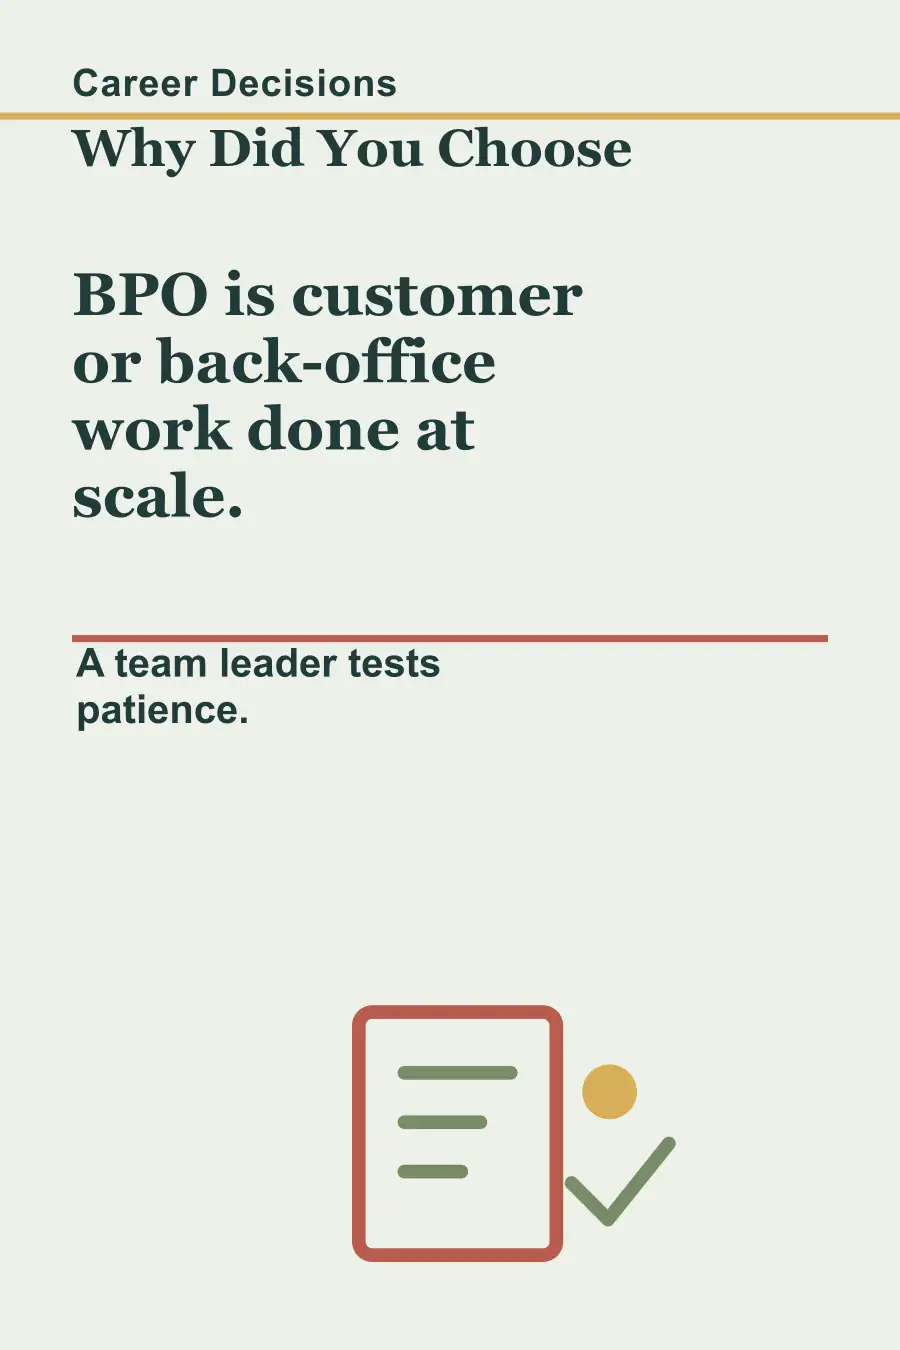 Career Decisions
Why Did You Choose
BPO is customer
or back-office
work done at
scale.
A team leader tests
patience.